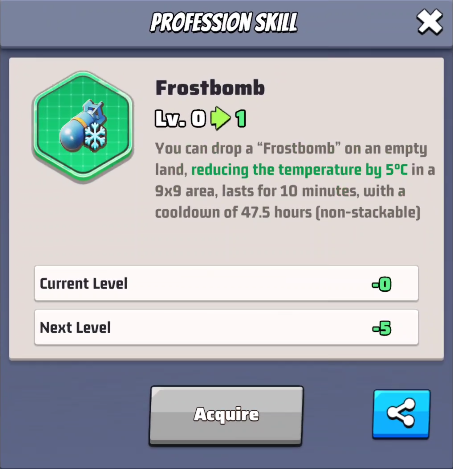 PROFESSION SKILL
Frostbomb
Lv. 0 1
You can drop a “Frostbomb” on an empty
land, reducing the temperature by 5°C in a
9x9 area, lasts for 10 minutes, with a
cooldown of 47.5 hours (non-stackable)
Current Level -0
Next Level -5
Acquire